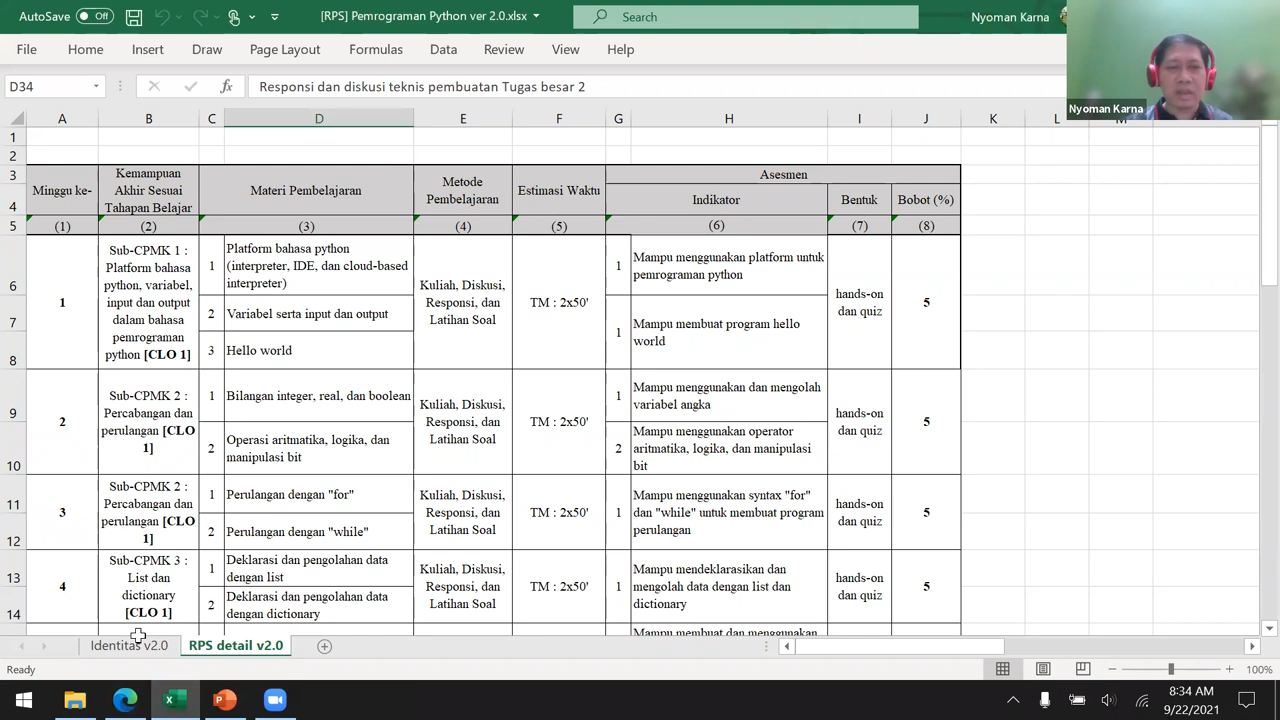 AutoSave Off [RPS] Pemrograman Python ver 2.0.xlsx Search Nyoman Karna
File Home Insert Draw Page Layout Formulas Data Review View Help
D34 fx Responsi dan diskusi teknis pembuatan Tugas besar 2
Nyoman Karna
A B C D E F G H I J K L
1
2
3
4
5
6
7
8
9
10
11
12
13
14
Minggu ke-
Kemampuan
Akhir Sesuai
Tahapan Belajar
Materi Pembelajaran
Metode
Pembelajaran
Estimasi Waktu
Asesmen
Indikator
Bentuk
Bobot (%)
(1) (2) (3) (4) (5) (6) (7) (8)
1
Sub-CPMK 1 :
Platform bahasa
python, variabel,
input dan output
dalam bahasa
pemrograman
python [CLO 1]
1 Platform bahasa python
(interpreter, IDE, dan cloud-based
interpreter)
2 Variabel serta input dan output
3 Hello world
Kuliah, Diskusi,
Responsi, dan
Latihan Soal
TM : 2x50'
1 Mampu menggunakan platform untuk
pemrograman python
1 Mampu membuat program hello
world
hands-on
dan quiz
5
2
Sub-CPMK 2 :
Percabangan dan
perulangan [CLO
1]
1 Bilangan integer, real, dan boolean
2 Operasi aritmatika, logika, dan
manipulasi bit
Kuliah, Diskusi,
Responsi, dan
Latihan Soal
TM : 2x50'
1 Mampu menggunakan dan mengolah
variabel angka
2 Mampu menggunakan operator
aritmatika, logika, dan manipulasi
bit
hands-on
dan quiz
5
3
Sub-CPMK 2 :
Percabangan dan
perulangan [CLO
1]
1 Perulangan dengan "for"
2 Perulangan dengan "while"
Kuliah, Diskusi,
Responsi, dan
Latihan Soal
TM : 2x50'
1 Mampu menggunakan syntax "for"
dan "while" untuk membuat program
perulangan
hands-on
dan quiz
5
4
Sub-CPMK 3 :
List dan
dictionary
[CLO 1]
1 Deklarasi dan pengolahan data
dengan list
2 Deklarasi dan pengolahan data
dengan dictionary
Kuliah, Diskusi,
Responsi, dan
Latihan Soal
TM : 2x50'
1 Mampu mendeklarasikan dan
mengolah data dengan list dan
dictionary
hands-on
dan quiz
5
Mampu membuat dan menggunakan
Identitas v2.0 RPS detail v2.0
Ready 100%
8:34 AM
9/22/2021